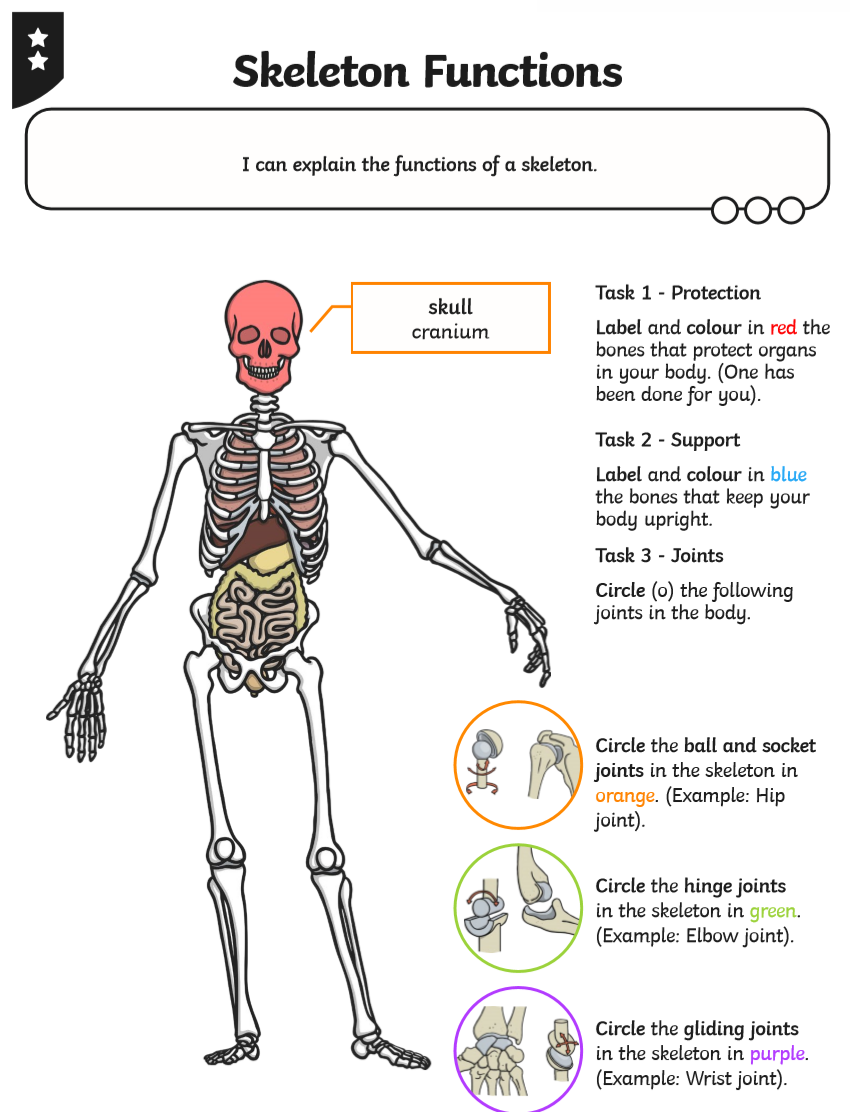 Skeleton Functions
I can explain the functions of a skeleton.
skull
cranium
Task 1 - Protection
Label and colour in red the
bones that protect organs
in your body. (One has
been done for you).
Task 2 - Support
Label and colour in blue
the bones that keep your
body upright.
Task 3 - Joints
Circle (o) the following
joints in the body.
Circle the ball and socket
joints in the skeleton in
orange. (Example: Hip
joint).
Circle the hinge joints
in the skeleton in green.
(Example: Elbow joint).
Circle the gliding joints
in the skeleton in purple.
(Example: Wrist joint).